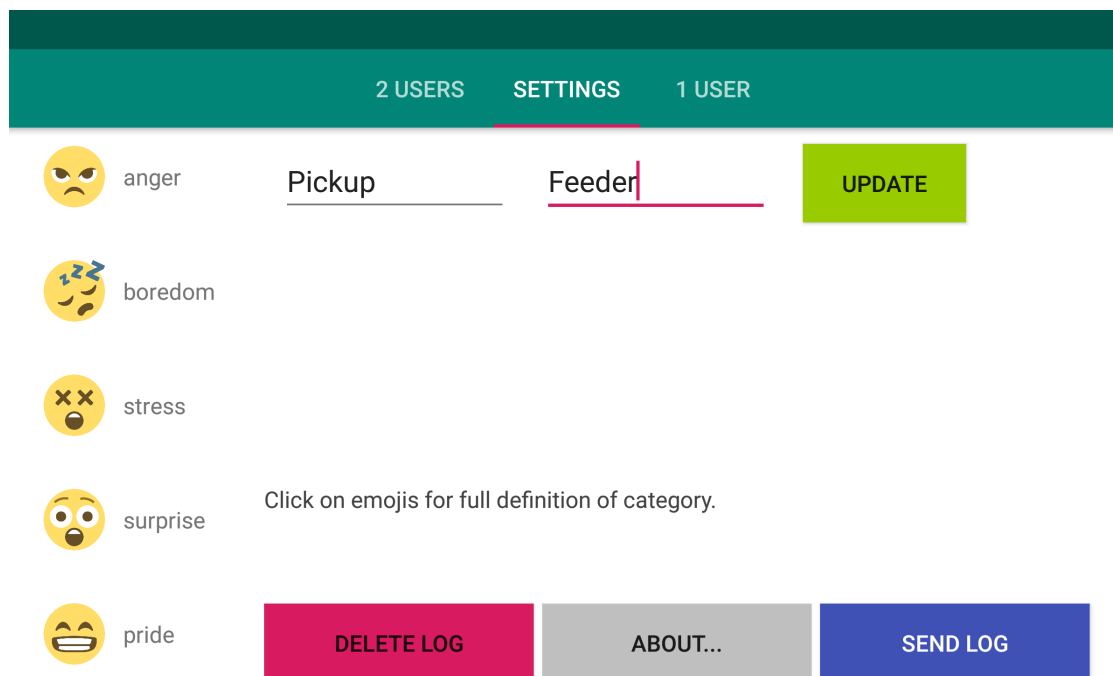 2 USERS SETTINGS 1 USER
anger Pickup Feeder UPDATE
boredom
stress
surprise
Click on emojis for full definition of category.
pride DELETE LOG ABOUT... SEND LOG